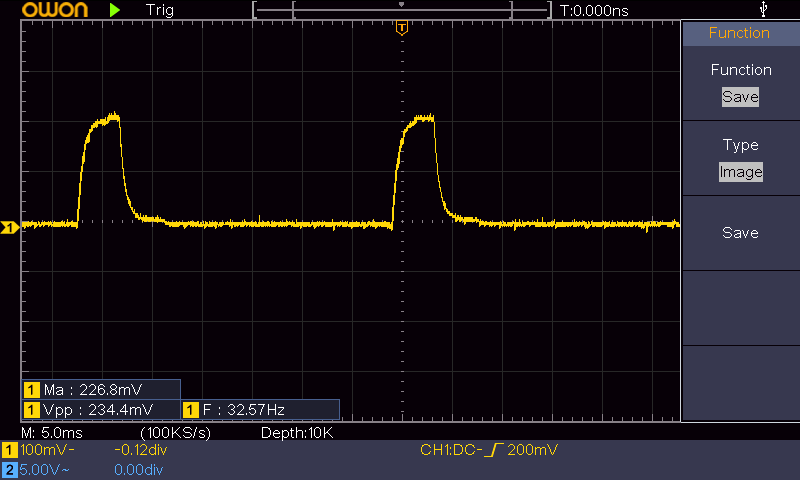 OWON Trig T:0.000ns
T
Function
Function
Save
Type
Image
Save
1
1 Ma : 226.8mV
1 Vpp : 234.4mV 1 F : 32.57Hz
M: 5.0ms (100KS/s) Depth:10K
1 100mV- -0.12div CH1:DC- 200mV
2 5.00V~ 0.00div